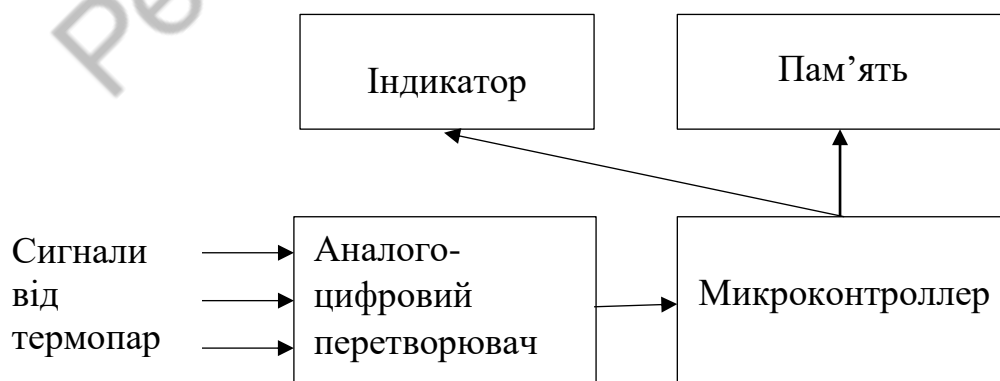 Індикатор
Пам’ять
Сигнали
від
термопар
Аналого-
цифровий
перетворювач
Микроконтроллер